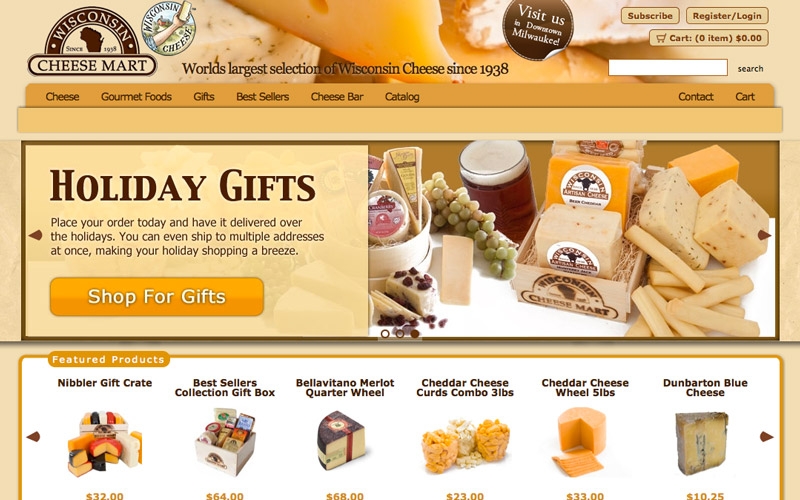 WISCONSIN
SINCE 1938
CHEESE MART
WISCONSIN
CHEESE
Worlds largest selection of Wisconsin Cheese since 1938
Visit us
in Downtown
Milwaukee!
Subscribe
Register/Login
Cart: (0 item) $0.00
search
Cheese
Gourmet Foods
Gifts
Best Sellers
Cheese Bar
Catalog
Contact
Cart
HOLIDAY GIFTS
Place your order today and have it delivered over
the holidays. You can even ship to multiple addresses
at once, making your holiday shopping a breeze.
Shop For Gifts
WISCONSIN
ARTISAN CHEESE
BEER CHEDDAR
WISCONSIN
ARTISAN CHEESE
WISCONSIN
CHEESE MART
Featured Products
Nibbler Gift Crate
Best Sellers
Collection Gift Box
Bellavitano Merlot
Quarter Wheel
Cheddar Cheese
Curds Combo 3lbs
Cheddar Cheese
Wheel 5lbs
Dunbarton Blue
Cheese
$32.00
$64.00
$68.00
$23.00
$33.00
$10.25